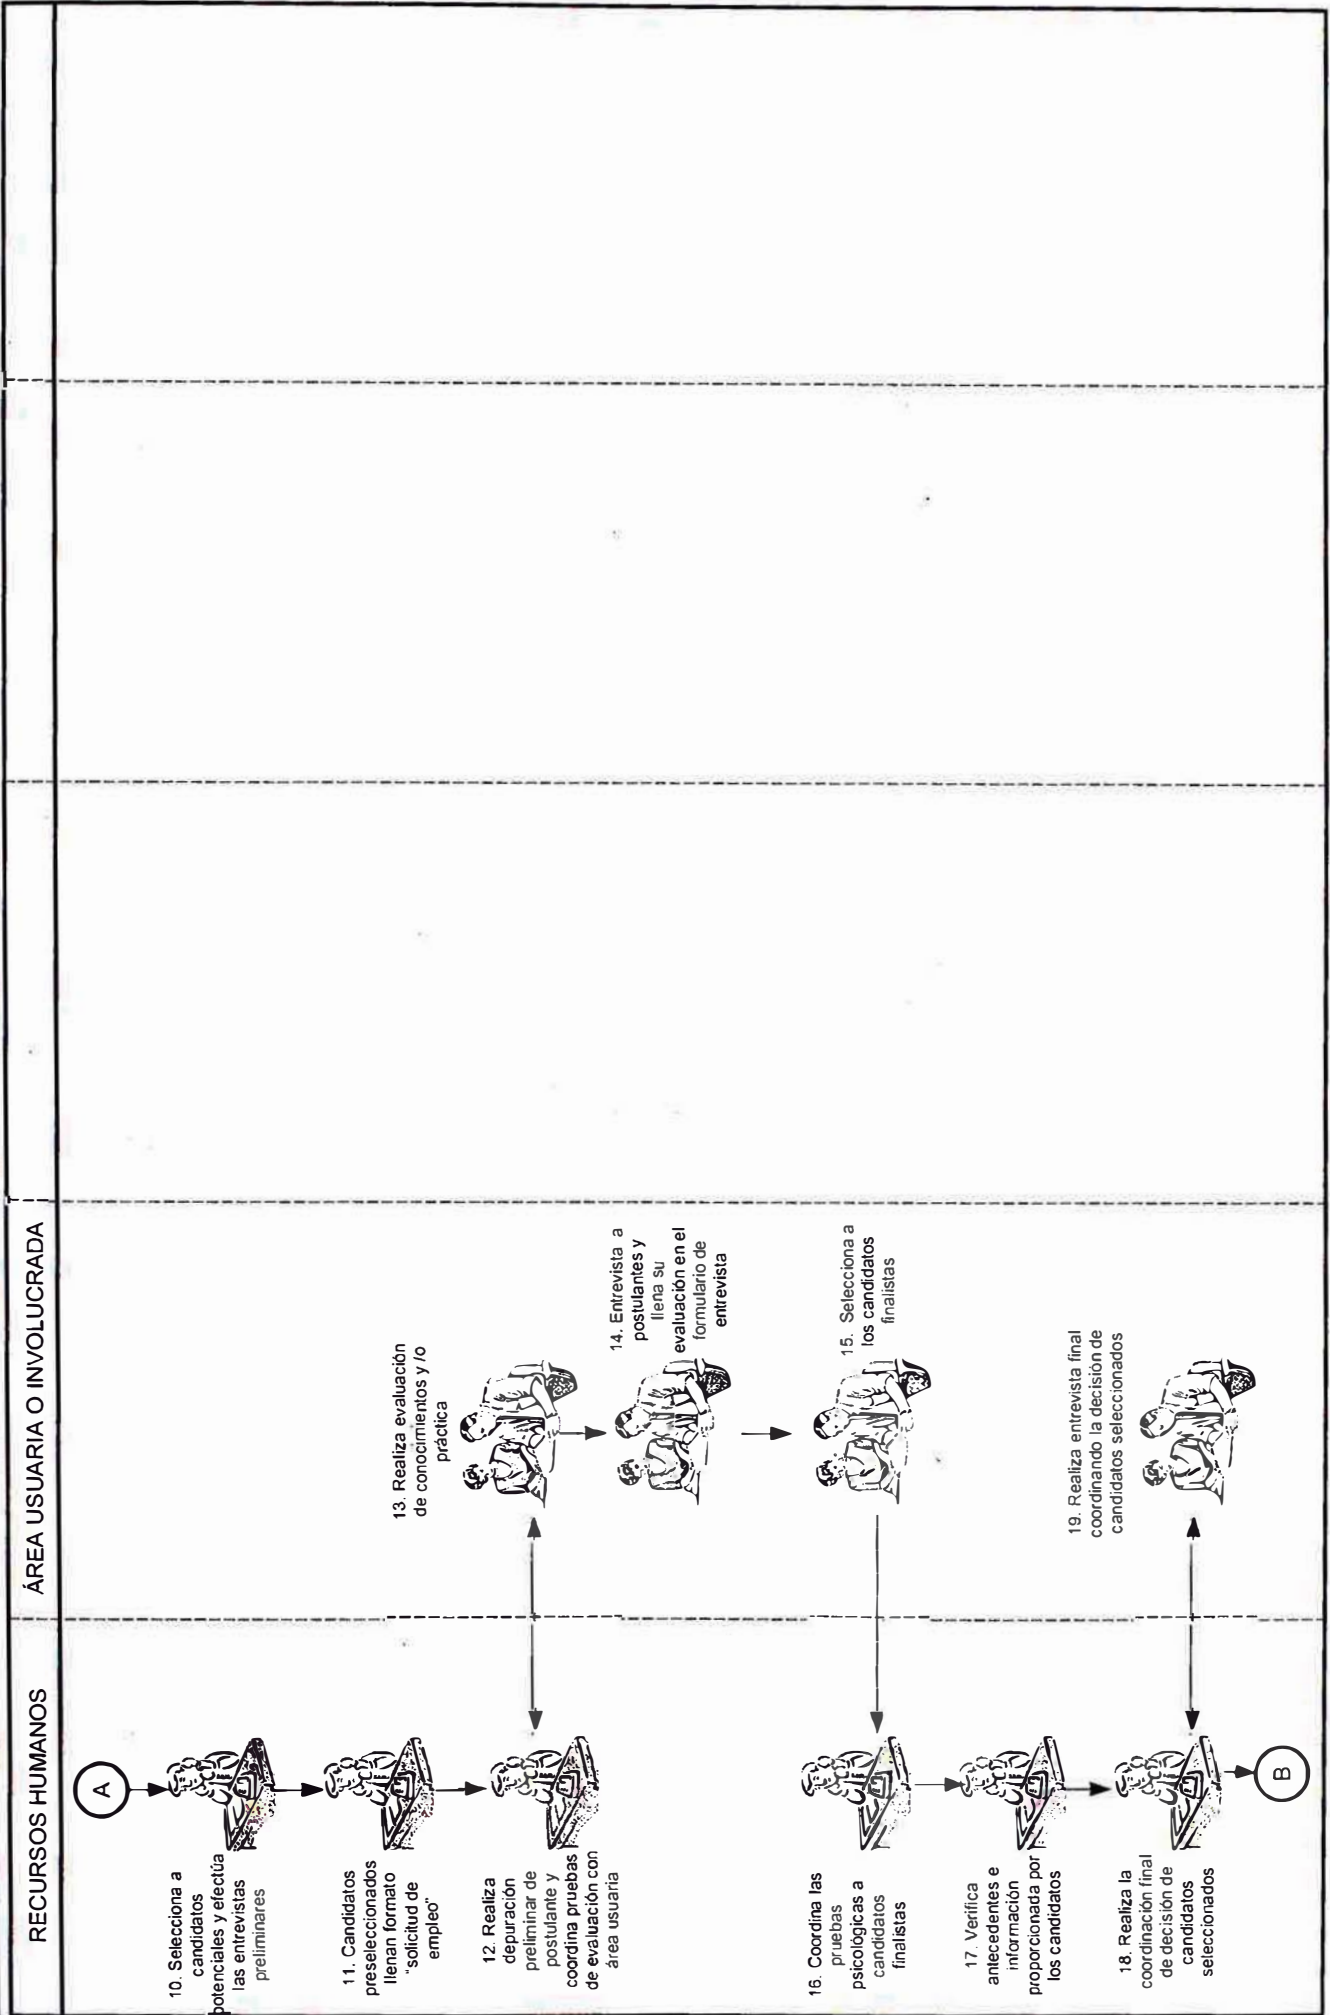 RECURSOS HUMANOS
ÁREA USUARIA O INVOLUCRADA
A
10. Selecciona a
candidatos
potenciales y efectúa
las entrevistas
preliminares
11. Candidatos
preseleccionados
llenan formato
"solicitud de
empleo"
12. Realiza
depuración
preliminar de
postulante y
coordina pruebas
de evaluación con
área usuaria
13. Realiza evaluación
de conocimientos y /o
práctica
14. Entrevista a
postulantes y
llena su
evaluación en el
formulario de
entrevista
15. Selecciona a
los candidatos
finalistas
16. Coordina las
pruebas
psicológicas a
candidatos
finalistas
17. Verifica
antecedentes e
información
proporcionada por
los candidatos
18. Realiza la
coordinación final
de decisión de
candidatos
seleccionados
19. Realiza entrevista final
coordinando la decisión de
candidatos seleccionados
B